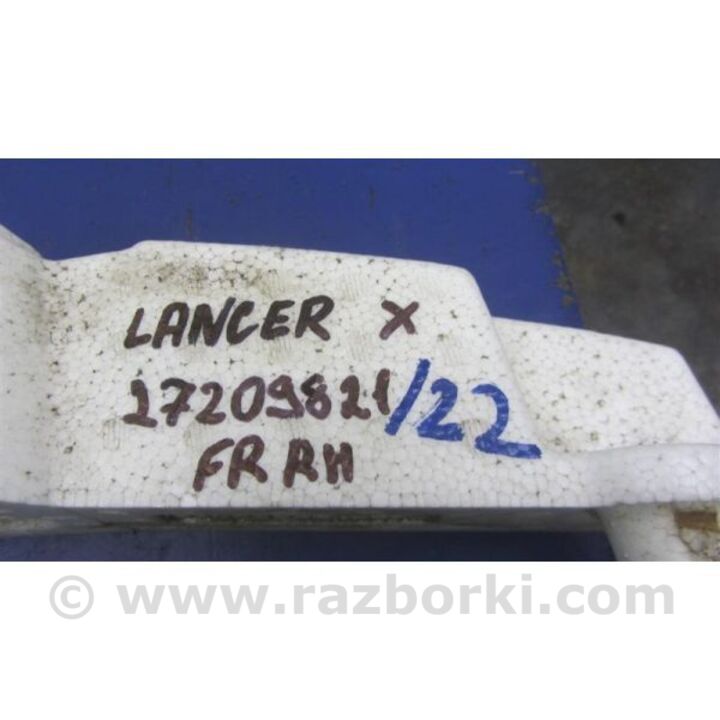 LANCER X
17209821/22
FR RH
© www.razborki.com